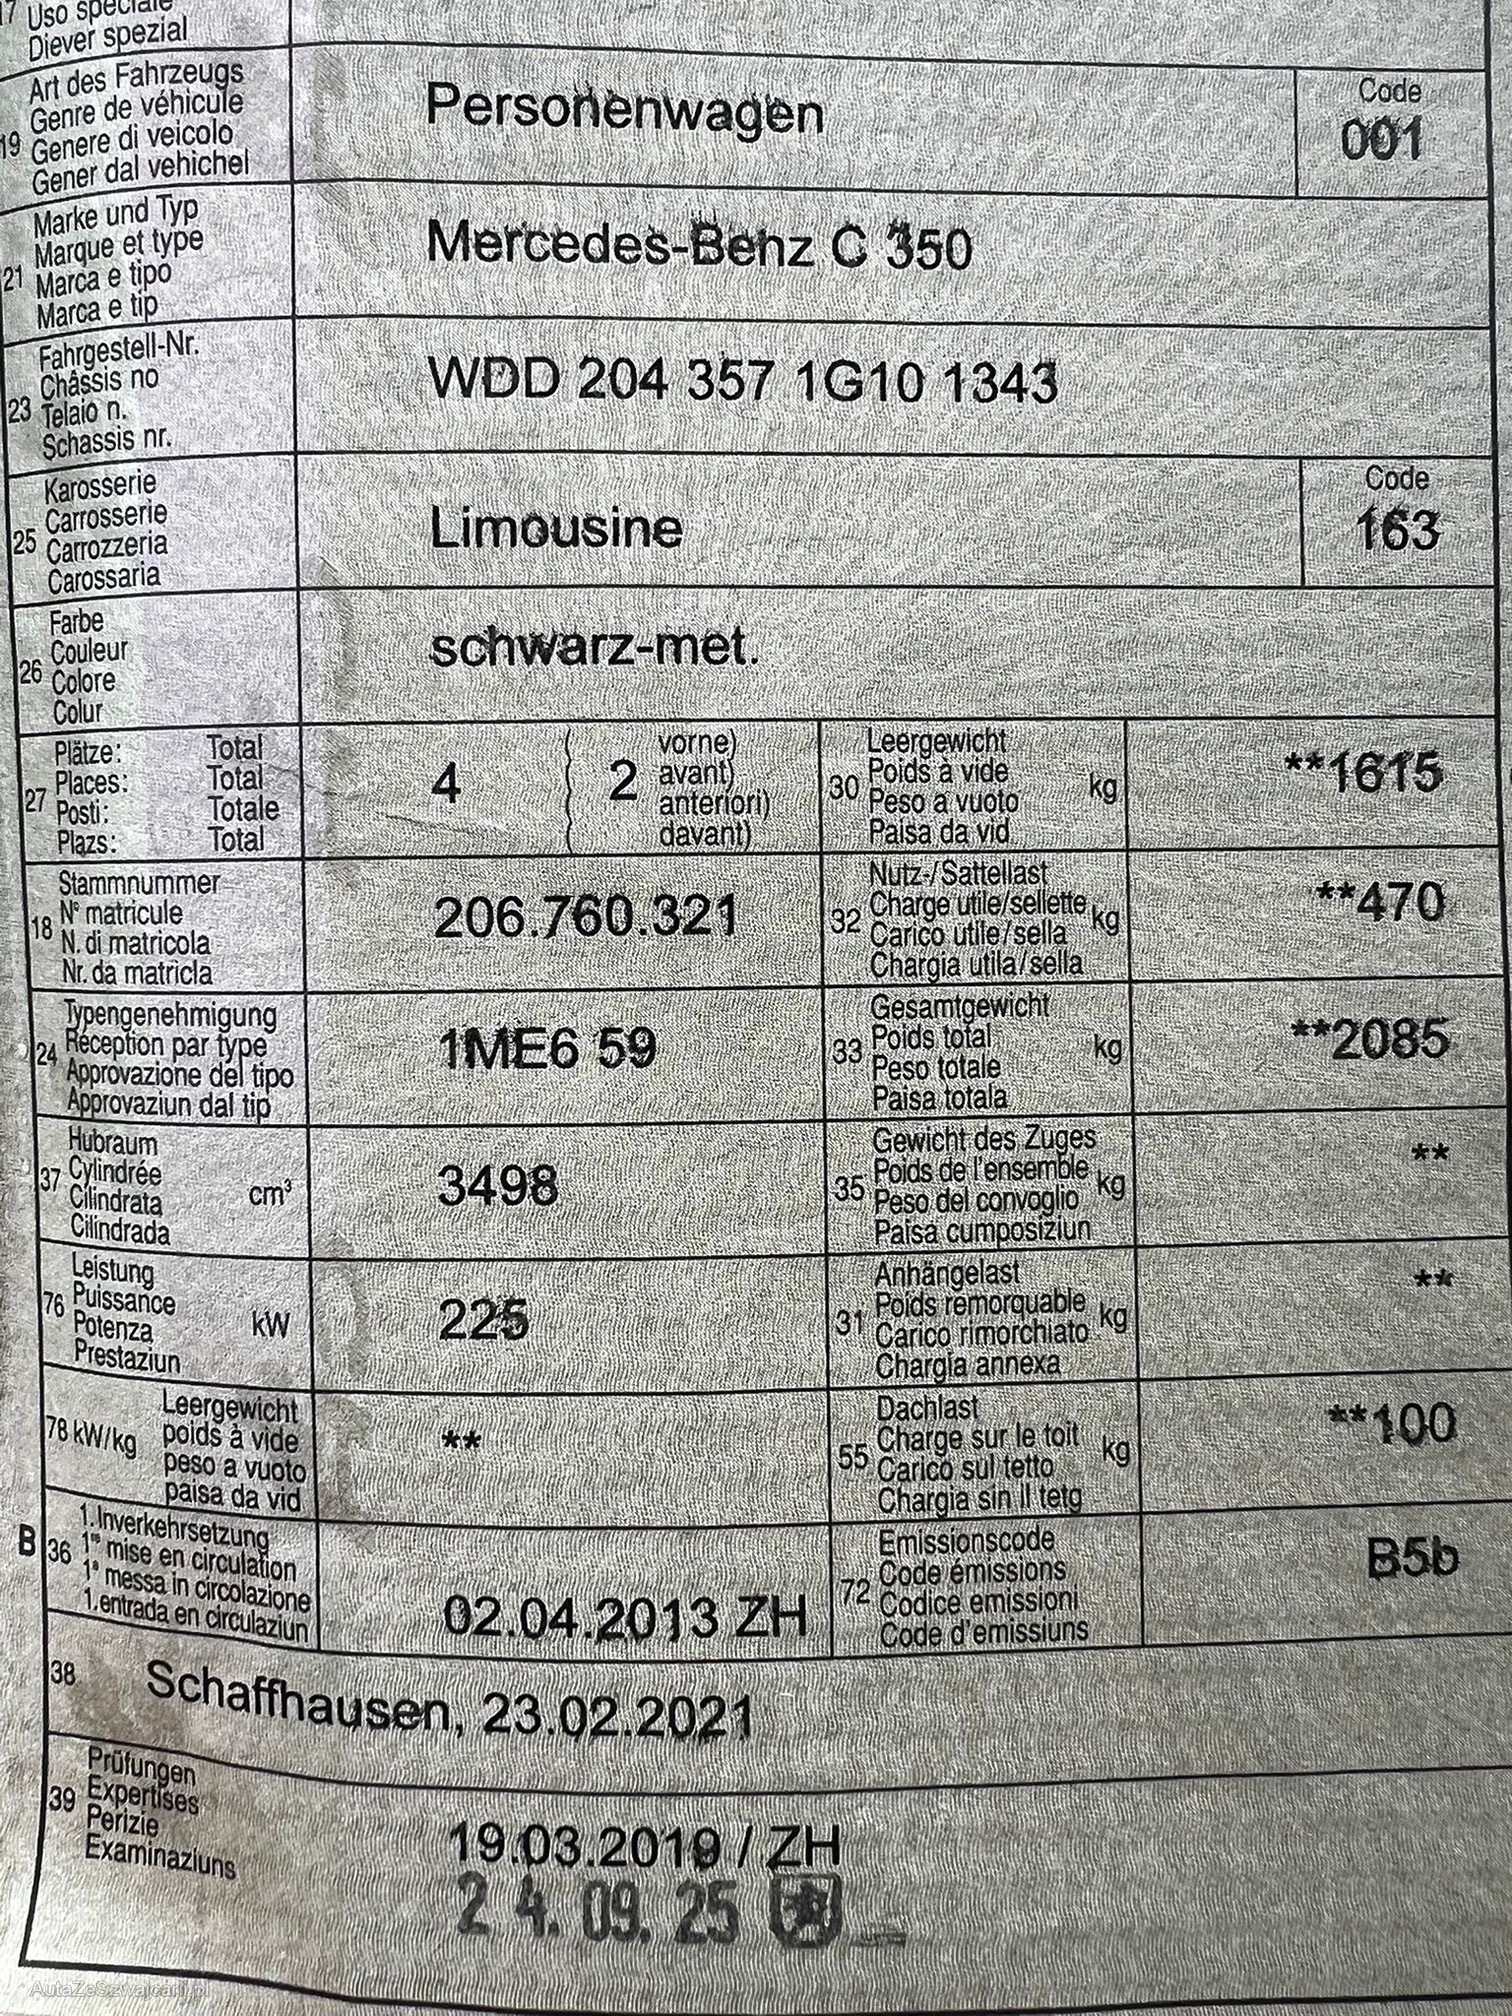 17 Uso speciale
Diever spezial
Art des Fahrzeugs
Genre de véhicule
19 Genere di veicolo
Gener dal vehichel
Personenwagen
Code
001
Marke und Typ
Marque et type
21 Marca e tipo
Marca e tip
Mercedes-Benz C 350
Fahrgestell-Nr.
Châssis no
23 Telaio n.
Schassis nr.
WDD 204 357 1G10 1343
Karosserie
Carrosserie
25 Carrozzeria
Carossaria
Limousine
Code
163
Farbe
Couleur
26 Colore
Colur
schwarz-met.
Plätze: Total
Places: Total
27 Posti: Totale
Plazs: Total
4 ( 2 vorne)
( avant)
( anteriori)
( davant)
Leergewicht
30 Poids à vide kg
Peso a vuoto
Paisa da vid
**1615
Stammnummer
18 N° matricule
N. di matricola
Nr. da matricla
206.760.321
Nutz-/Sattellast
32 Charge utile/sellette kg
Carico utile/sella
Chargia utila/sella
**470
Typengenehmigung
24 Réception par type
Approvazione del tipo
Approvaziun dal tip
1ME6 59
Gesamtgewicht
33 Poids total kg
Peso totale
Paisa totala
**2085
Hubraum
37 Cylindrée cm³
Cilindrata
Cilindrada
3498
Gewicht des Zuges
35 Poids de l'ensemble kg
Peso del convoglio
Paisa cumposiziun
**
Leistung
76 Puissance kW
Potenza
Prestaziun
225
Anhängelast
31 Poids remorquable kg
Carico rimorchiato
Chargia annexa
**
Leergewicht
78 kW/kg poids à vide
peso a vuoto
paisa da vid
**
Dachlast
55 Charge sur le toit kg
Carico sul tetto
Chargia sin il tetg
**100
B 36 1.Inverkehrsetzung
1re mise en circulation
1a messa in circolazione
1.entrada en circulaziun
02.04.2013 ZH
Emissionscode
72 Code émissions
Codice emissioni
Code d'emissiuns
B5b
38 Schaffhausen, 23.02.2021
Prüfungen
39 Expertises
Perizie
Examinaziuns
19.03.2019 / ZH
24.09.25
AutaZeSzwajcarii.pl